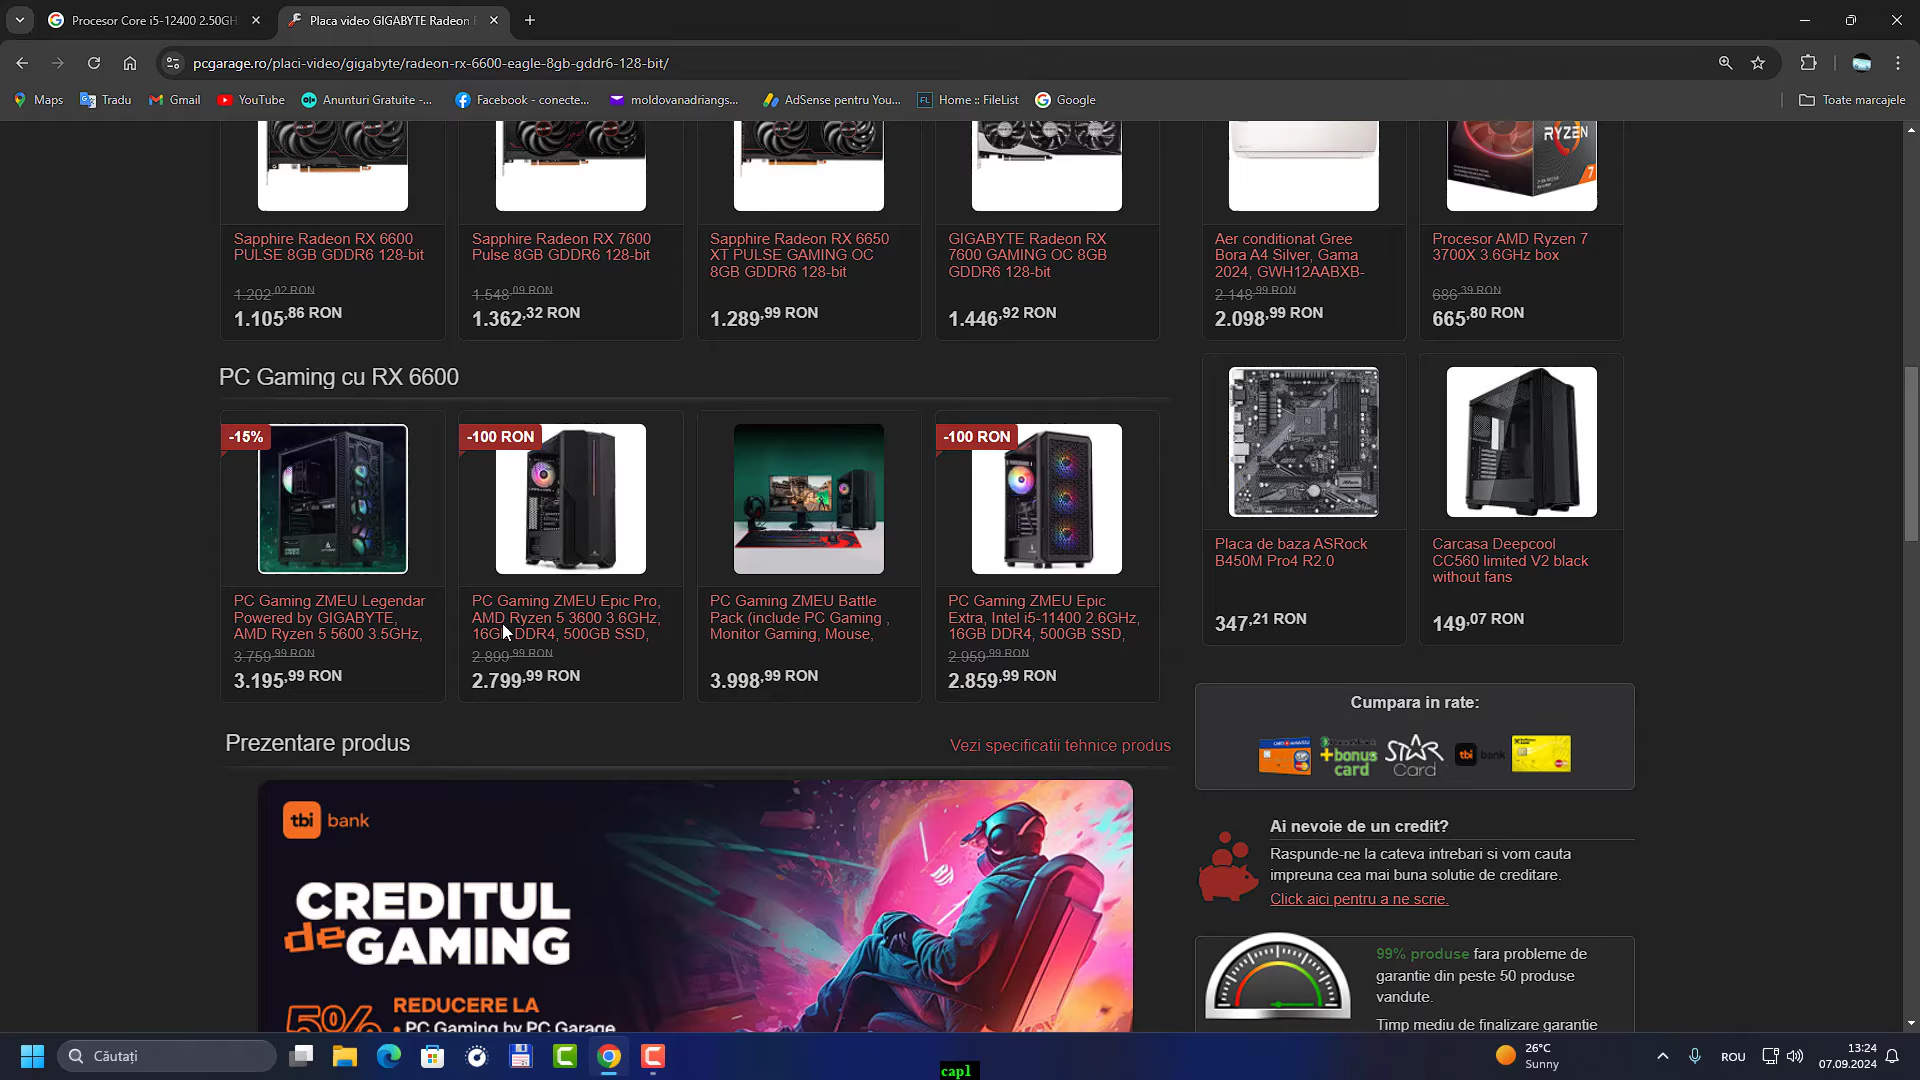 Procesor Core i5-12400 2.50GH
Placa video GIGABYTE Radeon
pcgarage.ro/placi-video/gigabyte/radeon-rx-6600-eagle-8gb-gddr6-128-bit/
Maps
Tradu
Gmail
YouTube
Anunturi Gratuite -...
Facebook - conecte...
moldovanadriangs...
AdSense pentru You...
FL
Home :: FileList
Google
Toate marcajele
RYZEN
7
Sapphire Radeon RX 6600
PULSE 8GB GDDR6 128-bit
1.202,02 RON
1.105,86 RON
Sapphire Radeon RX 7600
Pulse 8GB GDDR6 128-bit
1.548,09 RON
1.362,32 RON
Sapphire Radeon RX 6650
XT PULSE GAMING OC
8GB GDDR6 128-bit
1.289,99 RON
GIGABYTE Radeon RX
7600 GAMING OC 8GB
GDDR6 128-bit
1.446,92 RON
Aer conditionat Gree
Bora A4 Silver, Gama
2024, GWH12AABXB-
2.148,99 RON
2.098,99 RON
Procesor AMD Ryzen 7
3700X 3.6GHz box
686,39 RON
665,80 RON
PC Gaming cu RX 6600
-15%
PC Gaming ZMEU Legendar
Powered by GIGABYTE,
AMD Ryzen 5 5600 3.5GHz,
3.759,99 RON
3.195,99 RON
-100 RON
PC Gaming ZMEU Epic Pro,
AMD Ryzen 5 3600 3.6GHz,
16GB DDR4, 500GB SSD,
2.899,99 RON
2.799,99 RON
PC Gaming ZMEU Battle
Pack (include PC Gaming ,
Monitor Gaming, Mouse,
3.998,99 RON
-100 RON
PC Gaming ZMEU Epic
Extra, Intel i5-11400 2.6GHz,
16GB DDR4, 500GB SSD,
2.959,99 RON
2.859,99 RON
Placa de baza ASRock
B450M Pro4 R2.0
347,21 RON
Carcasa Deepcool
CC560 limited V2 black
without fans
149,07 RON
Prezentare produs
Vezi specificatii tehnice produs
tbi bank
CREDITUL
de GAMING
5% REDUCERE LA
• PC Gaming by PC Garage
Cumpara in rate:
+bonus
card
STAR
Card
tbi bank
Ai nevoie de un credit?
Raspunde-ne la cateva intrebari si vom cauta
impreuna cea mai buna solutie de creditare.
Click aici pentru a ne scrie.
99% produse fara probleme de
garantie din peste 50 produse
vandute.
Timp mediu de finalizare garantie
Căutați
capl
26°C
Sunny
ROU
13:24
07.09.2024